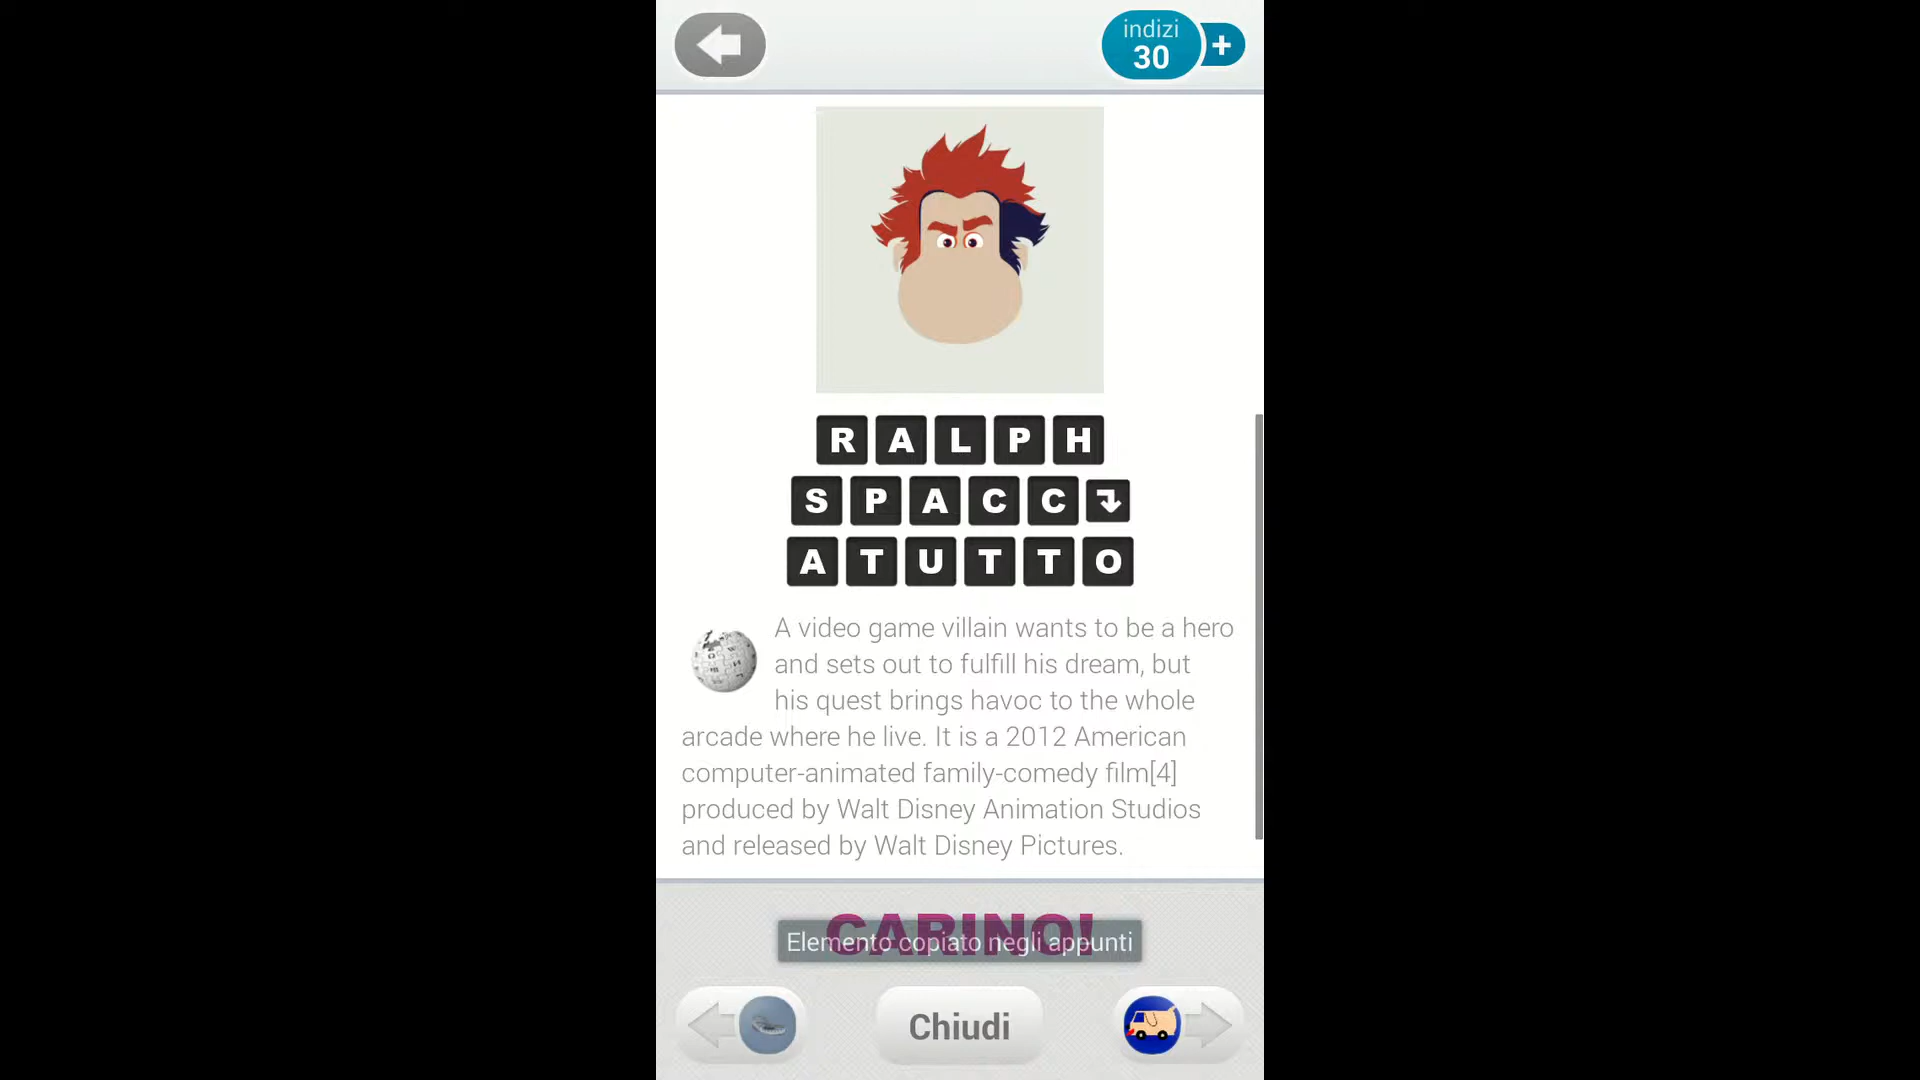 indizi
30
+
RALPH
SPACC
ATUTTO
A video game villain wants to be a hero
and sets out to fulfill his dream, but
his quest brings havoc to the whole
arcade where he live. It is a 2012 American
computer-animated family-comedy film[4]
produced by Walt Disney Animation Studios
and released by Walt Disney Pictures.
CARINO!
Elemento copiato negli appunti
Chiudi